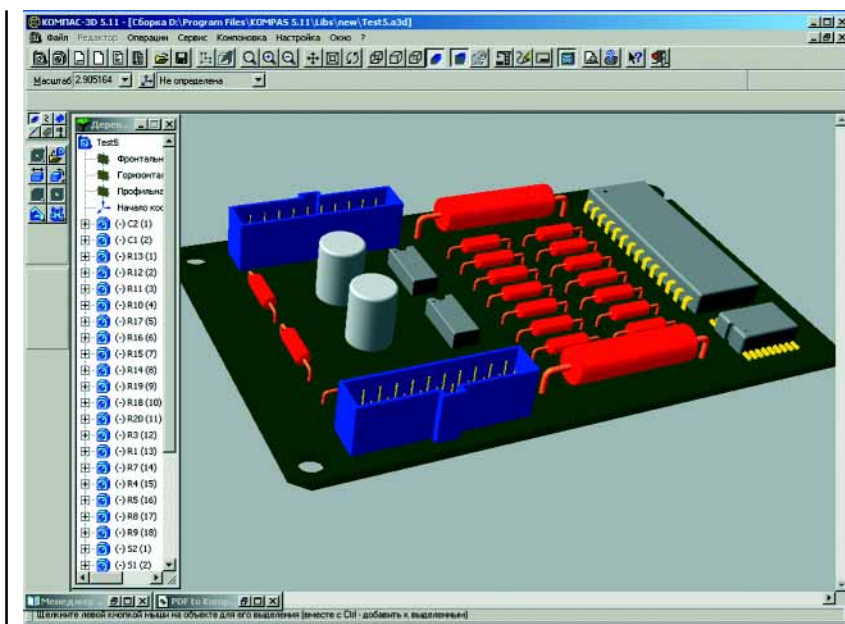 КОМПАС-3D 5.11 - [Сборка D:\Program Files\KOMPAS 5.11\Libs\new\Test5.a3d]
Файл Редактор Операции Сервис Компоновка Настройка Окно ?
Масштаб 2.905164 Не определена
Дерев...
Test5
Фронтальн
Горизонта
Профильна
Начало коо
(-) C2 (1)
(-) C1 (2)
(-) R13 (1)
(-) R12 (2)
(-) R11 (3)
(-) R10 (4)
(-) R17 (5)
(-) R16 (6)
(-) R15 (7)
(-) R14 (8)
(-) R19 (9)
(-) R18 (10)
(-) R20 (11)
(-) R3 (12)
(-) R1 (13)
(-) R7 (14)
(-) R4 (15)
(-) R5 (16)
(-) R8 (17)
(-) R9 (18)
(-) S2 (1)
(-) S1 (2)
Менеджер... PDF to Komp...
Щелкните левой кнопкой мыши на объекте для его выделения (вместе с Ctrl - добавить к выделенным)